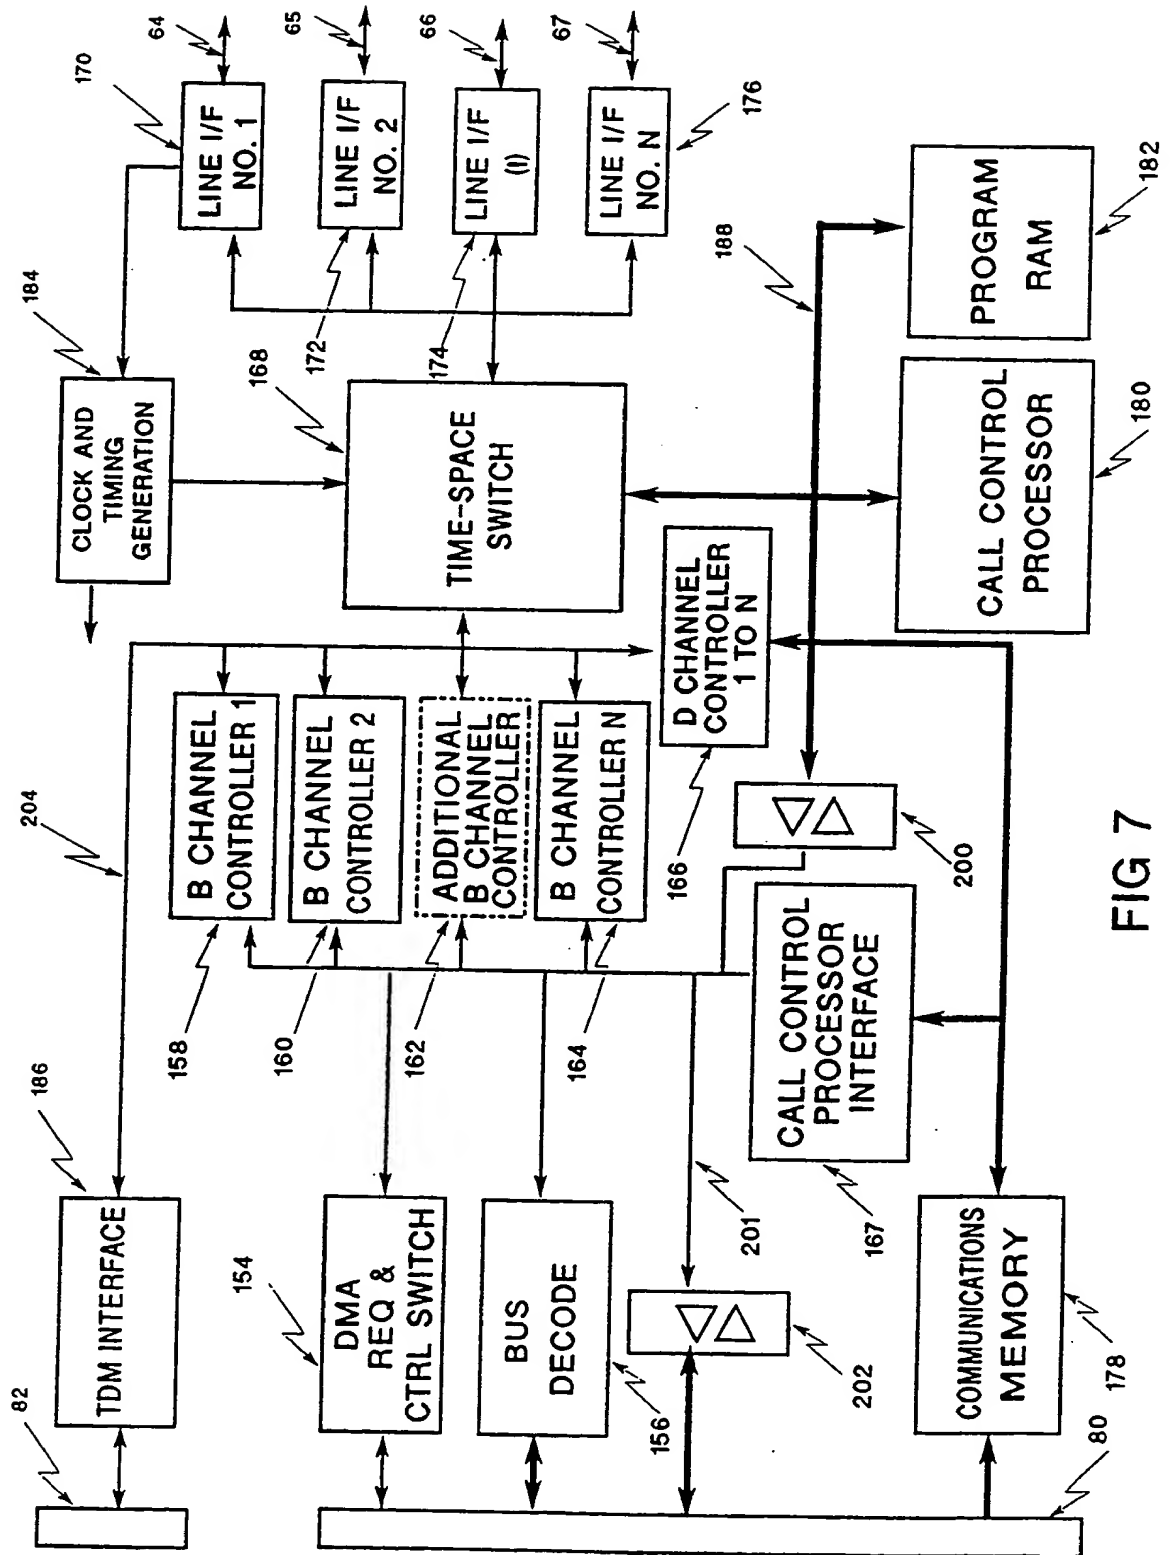 82
186
204
184
170
64
65
66
67
TDM INTERFACE
CLOCK AND
TIMING
GENERATION
LINE I/F
NO. 1
LINE I/F
NO. 2
LINE I/F
(I)
LINE I/F
NO. N
172
174
176
168
154
158
160
162
164
B CHANNEL
CONTROLLER 1
B CHANNEL
CONTROLLER 2
ADDITIONAL
B CHANNEL
CONTROLLER
B CHANNEL
CONTROLLER N
TIME-SPACE
SWITCH
DMA
REQ &
CTRL SWITCH
BUS
DECODE
156
202
201
166
D CHANNEL
CONTROLLER
1 TO N
188
200
CALL CONTROL
PROCESSOR
INTERFACE
167
COMMUNICATIONS
MEMORY
178
80
CALL CONTROL
PROCESSOR
180
PROGRAM
RAM
182
FIG 7